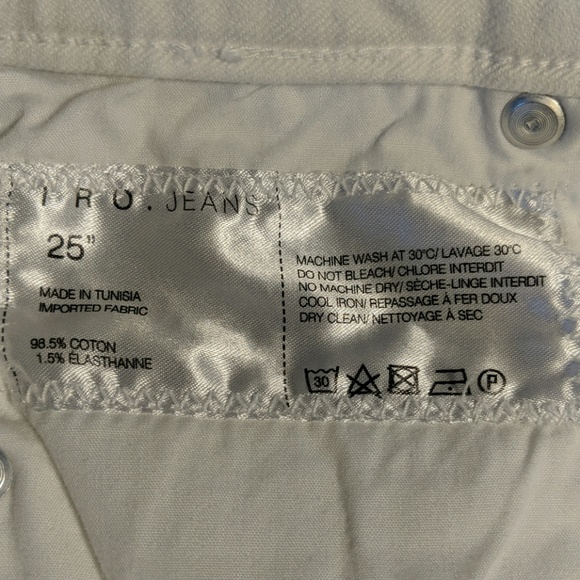 IRO.JEANS
25"
MADE IN TUNISIA
IMPORTED FABRIC
98.5% COTON
1.5% ÉLASTHANNE
MACHINE WASH AT 30°C/ LAVAGE 30°C
DO NOT BLEACH/ CHLORE INTERDIT
NO MACHINE DRY/ SÈCHE-LINGE INTERDIT
COOL IRON/ REPASSAGE À FER DOUX
DRY CLEAN/ NETTOYAGE À SEC
30 P